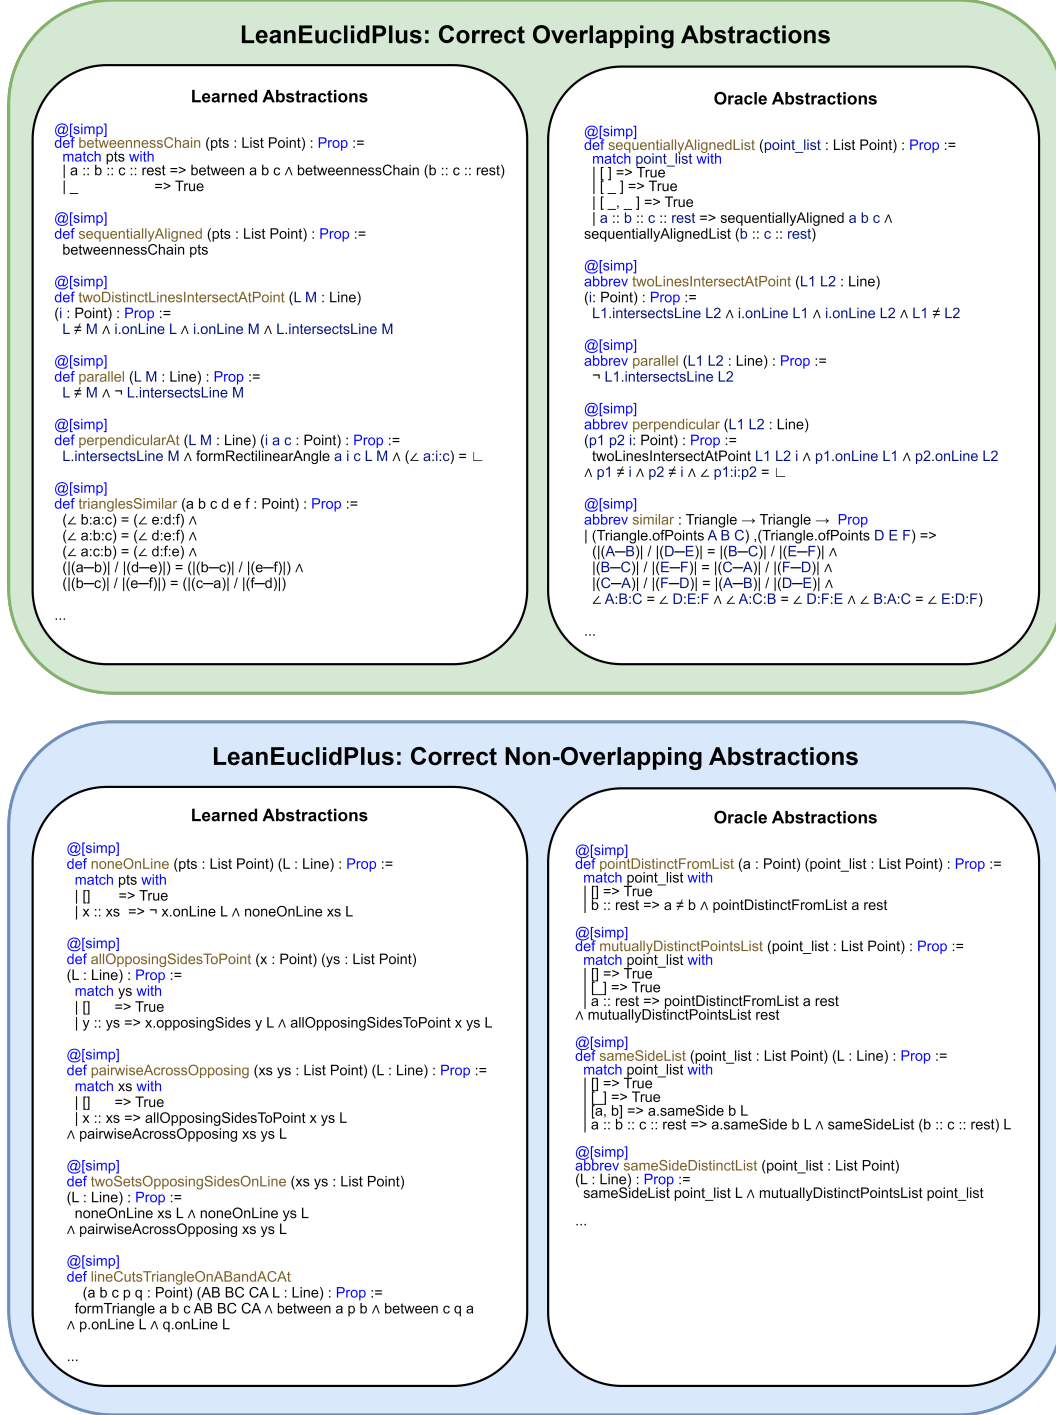 LeanEuclidPlus: Correct Overlapping Abstractions
Learned Abstractions
@[simp]
def betweennessChain (pts : List Point) : Prop :=
match pts with
| a :: b :: c :: rest => between a b c ∧ betweennessChain (b :: c :: rest)
| _ => True
@[simp]
def sequentiallyAligned (pts : List Point) : Prop :=
betweennessChain pts
@[simp]
def twoDistinctLinesIntersectAtPoint (L M : Line)
(i : Point) : Prop :=
L ≠ M ∧ i.onLine L ∧ i.onLine M ∧ L.intersectsLine M
@[simp]
def parallel (L M : Line) : Prop :=
L ≠ M ∧ ¬ L.intersectsLine M
@[simp]
def perpendicularAt (L M : Line) (i a c : Point) : Prop :=
L.intersectsLine M ∧ formRectilinearAngle a i c L M ∧ (∠ a:i:c) = ∟
@[simp]
def trianglesSimilar (a b c d e f : Point) : Prop :=
(∠ b:a:c) = (∠ e:d:f) ∧
(∠ a:b:c) = (∠ d:e:f) ∧
(∠ a:c:b) = (∠ d:f:e) ∧
(|(a─b)| / |(d─e)|) = (|(b─c)| / |(e─f)|) ∧
(|(b─c)| / |(e─f)|) = (|(c─a)| / |(f─d)|)
...
Oracle Abstractions
@[simp]
def sequentiallyAlignedList (point_list : List Point) : Prop :=
match point_list with
| [ ] => True
| [ _ ] => True
| [ _, _ ] => True
| a :: b :: c :: rest => sequentiallyAligned a b c ∧
sequentiallyAlignedList (b :: c :: rest)
@[simp]
abbrev twoLinesIntersectAtPoint (L1 L2 : Line)
(i: Point) : Prop :=
L1.intersectsLine L2 ∧ i.onLine L1 ∧ i.onLine L2 ∧ L1 ≠ L2
@[simp]
abbrev parallel (L1 L2 : Line) : Prop :=
¬ L1.intersectsLine L2
@[simp]
abbrev perpendicular (L1 L2 : Line)
(p1 p2 i: Point) : Prop :=
twoLinesIntersectAtPoint L1 L2 i ∧ p1.onLine L1 ∧ p2.onLine L2
∧ p1 ≠ i ∧ p2 ≠ i ∧ ∠ p1:i:p2 = ∟
@[simp]
abbrev similar : Triangle → Triangle → Prop
| (Triangle.ofPoints A B C) ,(Triangle.ofPoints D E F) =>
(|(A─B)| / |(D─E)| = |(B─C)| / |(E─F)| ∧
|(B─C)| / |(E─F)| = |(C─A)| / |(F─D)| ∧
|(C─A)| / |(F─D)| = |(A─B)| / |(D─E)| ∧
∠ A:B:C = ∠ D:E:F ∧ ∠ A:C:B = ∠ D:F:E ∧ ∠ B:A:C = ∠ E:D:F)
...
LeanEuclidPlus: Correct Non-Overlapping Abstractions
Learned Abstractions
@[simp]
def noneOnLine (pts : List Point) (L : Line) : Prop :=
match pts with
| [] => True
| x :: xs => ¬ x.onLine L ∧ noneOnLine xs L
@[simp]
def allOpposingSidesToPoint (x : Point) (ys : List Point)
(L : Line) : Prop :=
match ys with
| [] => True
| y :: ys => x.opposingSides y L ∧ allOpposingSidesToPoint x ys L
@[simp]
def pairwiseAcrossOpposing (xs ys : List Point) (L : Line) : Prop :=
match xs with
| [] => True
| x :: xs => allOpposingSidesToPoint x ys L
∧ pairwiseAcrossOpposing xs ys L
@[simp]
def twoSetsOpposingSidesOnLine (xs ys : List Point)
(L : Line) : Prop :=
noneOnLine xs L ∧ noneOnLine ys L
∧ pairwiseAcrossOpposing xs ys L
@[simp]
def lineCutsTriangleOnABandACAt
(a b c p q : Point) (AB BC CA L : Line) : Prop :=
formTriangle a b c AB BC CA ∧ between a p b ∧ between c q a
∧ p.onLine L ∧ q.onLine L
...
Oracle Abstractions
@[simp]
def pointDistinctFromList (a : Point) (point_list : List Point) : Prop :=
match point_list with
| [] => True
| b :: rest => a ≠ b ∧ pointDistinctFromList a rest
@[simp]
def mutuallyDistinctPointsList (point_list : List Point) : Prop :=
match point_list with
| [] => True
| [_] => True
| a :: rest => pointDistinctFromList a rest
∧ mutuallyDistinctPointsList rest
@[simp]
def sameSideList (point_list : List Point) (L : Line) : Prop :=
match point_list with
| [] => True
| [_] => True
| [a, b] => a.sameSide b L
| a :: b :: c :: rest => a.sameSide b L ∧ sameSideList (b :: c :: rest) L
@[simp]
abbrev sameSideDistinctList (point_list : List Point)
(L : Line) : Prop :=
sameSideList point_list L ∧ mutuallyDistinctPointsList point_list
...